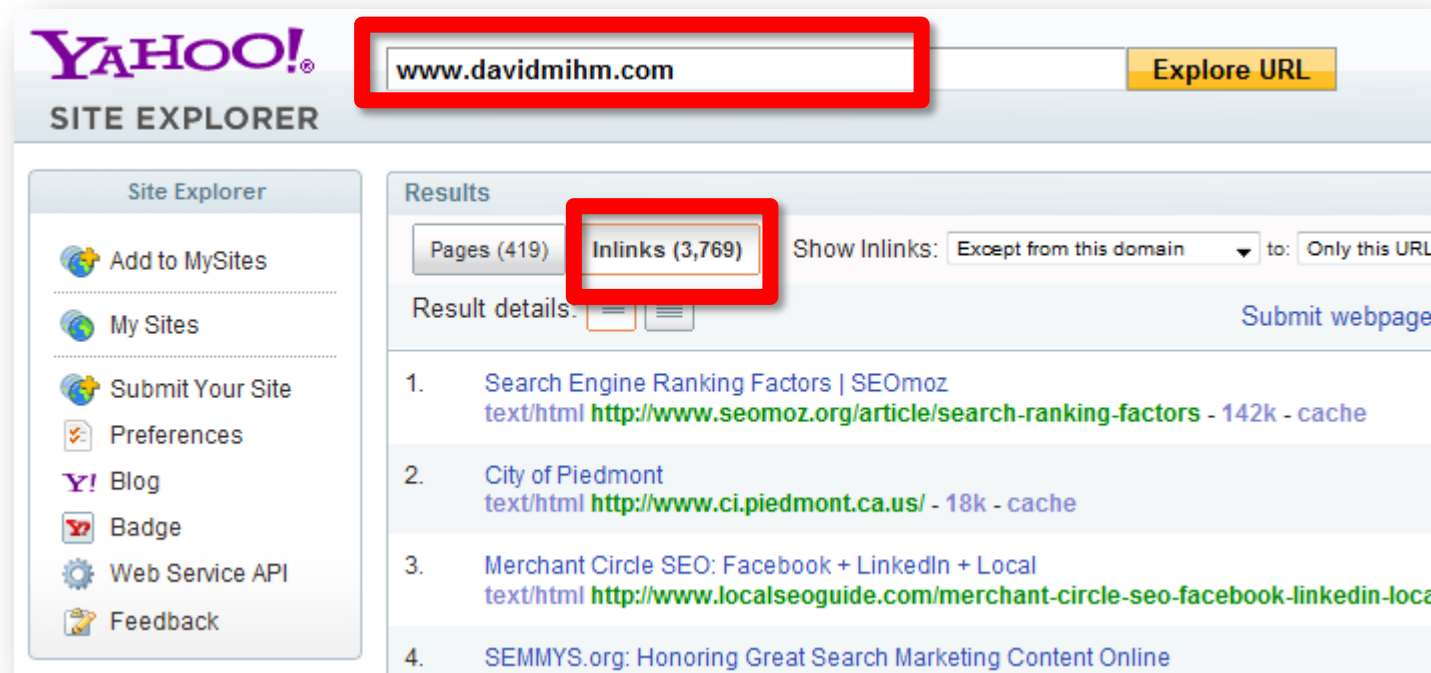 YAHOO!®
SITE EXPLORER
www.davidmihm.com
Explore URL
Site Explorer
Add to MySites
My Sites
Submit Your Site
Preferences
Y! Blog
Badge
Web Service API
Feedback
Results
Pages (419) Inlinks (3,769) Show Inlinks: Except from this domain to: Only this URL
Result details:
Submit webpage
1. Search Engine Ranking Factors | SEOmoz
text/html http://www.seomoz.org/article/search-ranking-factors - 142k - cache
2. City of Piedmont
text/html http://www.ci.piedmont.ca.us/ - 18k - cache
3. Merchant Circle SEO: Facebook + LinkedIn + Local
text/html http://www.localseoguide.com/merchant-circle-seo-facebook-linkedin-loca
4. SEMMYS.org: Honoring Great Search Marketing Content Online